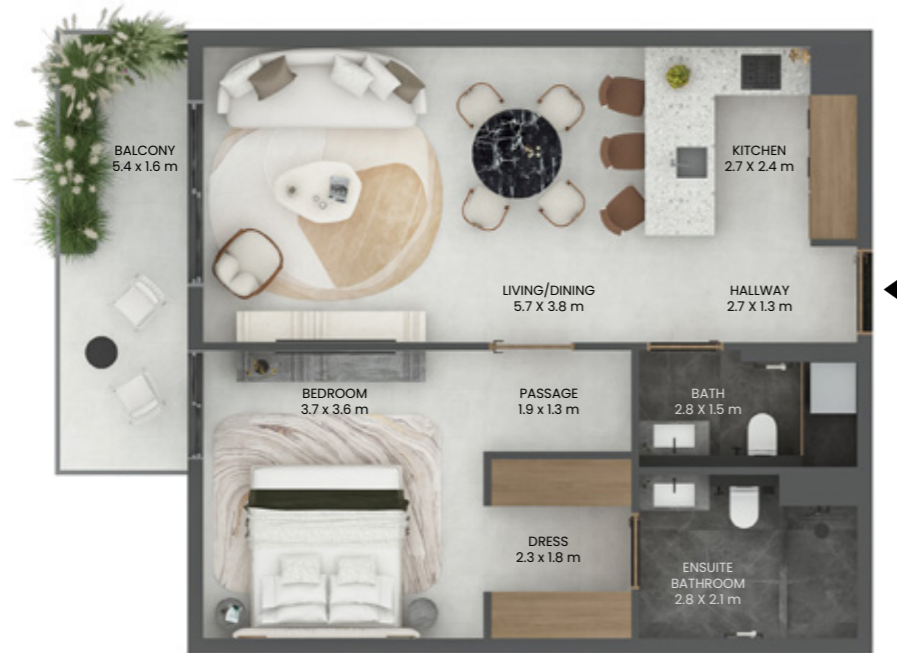 BALCONY
5.4 x 1.6 m
KITCHEN
2.7 X 2.4 m
LIVING/DINING
5.7 X 3.8 m
HALLWAY
2.7 X 1.3 m
BEDROOM
3.7 x 3.6 m
PASSAGE
1.9 x 1.3 m
BATH
2.8 X 1.5 m
DRESS
2.3 x 1.8 m
ENSUITE
BATHROOM
2.8 X 2.1 m